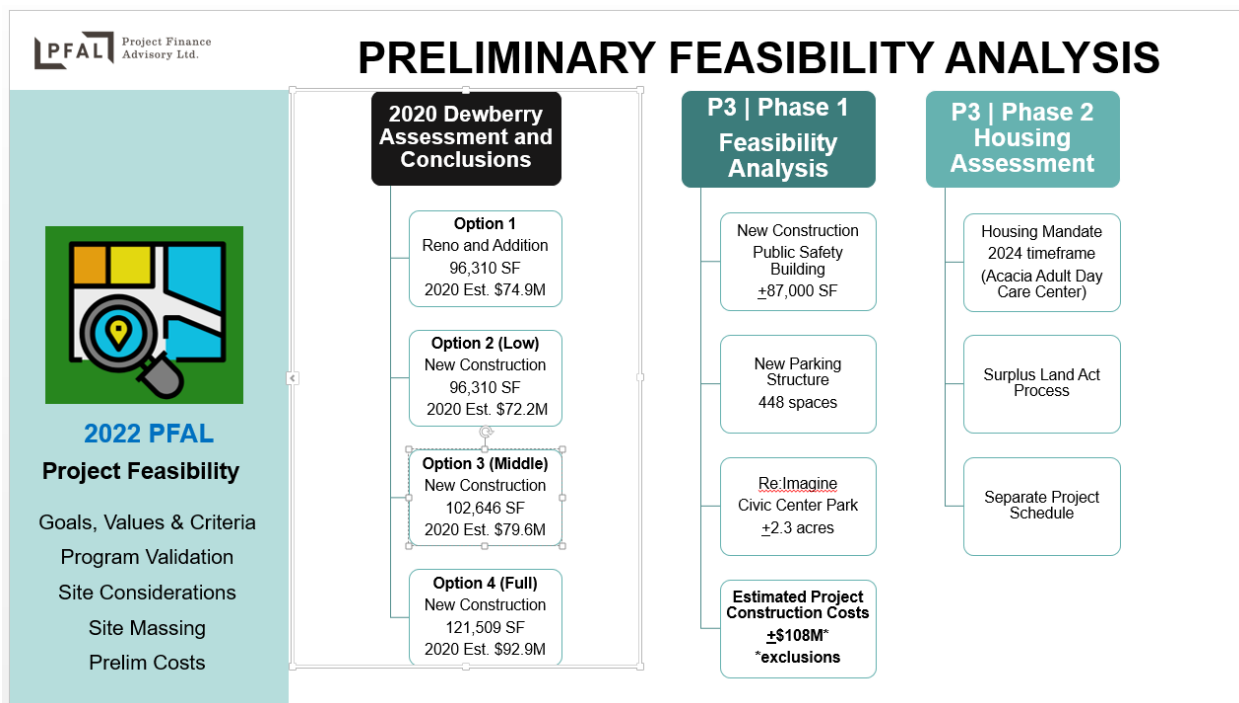 PFAL Project Finance
Advisory Ltd.
PRELIMINARY FEASIBILITY ANALYSIS
2022 PFAL
Project Feasibility
Goals, Values & Criteria
Program Validation
Site Considerations
Site Massing
Prelim Costs
2020 Dewberry
Assessment and
Conclusions
Option 1
Reno and Addition
96,310 SF
2020 Est. $74.9M
Option 2 (Low)
New Construction
96,310 SF
2020 Est. $72.2M
Option 3 (Middle)
New Construction
102,646 SF
2020 Est. $79.6M
Option 4 (Full)
New Construction
121,509 SF
2020 Est. $92.9M
P3 | Phase 1
Feasibility
Analysis
New Construction
Public Safety
Building
±87,000 SF
New Parking
Structure
448 spaces
Re:Imagine
Civic Center Park
±2.3 acres
Estimated Project
Construction Costs
±$108M*
*exclusions
P3 | Phase 2
Housing
Assessment
Housing Mandate
2024 timeframe
(Acacia Adult Day
Care Center)
Surplus Land Act
Process
Separate Project
Schedule